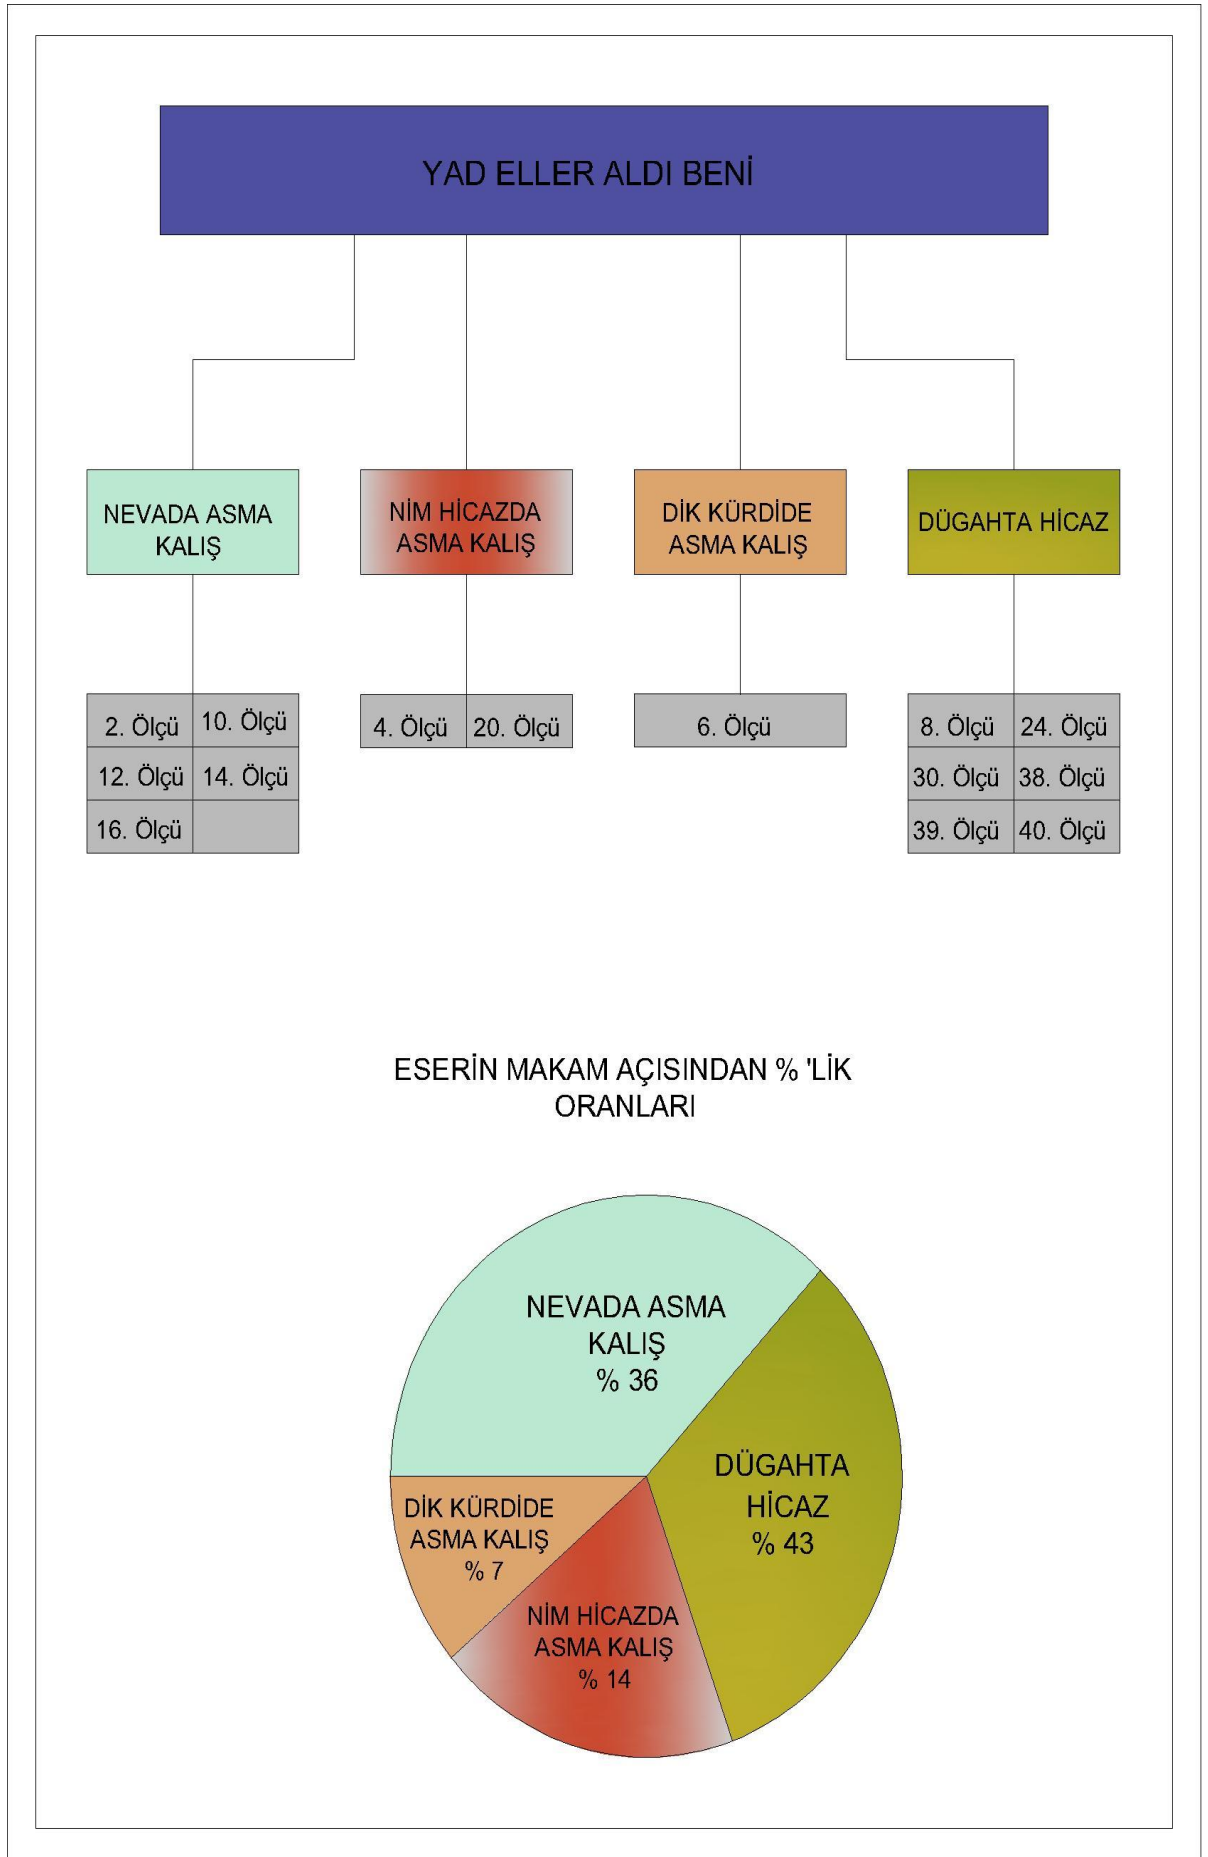 YAD ELLER ALDI BENİ
NEVADA ASMA
KALIŞ
NİM HİCAZDA
ASMA KALIŞ
DİK KÜRDİDE
ASMA KALIŞ
DÜGAHTA HİCAZ
2. Ölçü 10. Ölçü
12. Ölçü 14. Ölçü
16. Ölçü
4. Ölçü 20. Ölçü
6. Ölçü
8. Ölçü 24. Ölçü
30. Ölçü 38. Ölçü
39. Ölçü 40. Ölçü
ESERİN MAKAM AÇISINDAN % 'LİK
ORANLARI
NEVADA ASMA
KALIŞ
% 36
DÜGAHTA
HİCAZ
% 43
DİK KÜRDİDE
ASMA KALIŞ
% 7
NİM HİCAZDA
ASMA KALIŞ
% 14